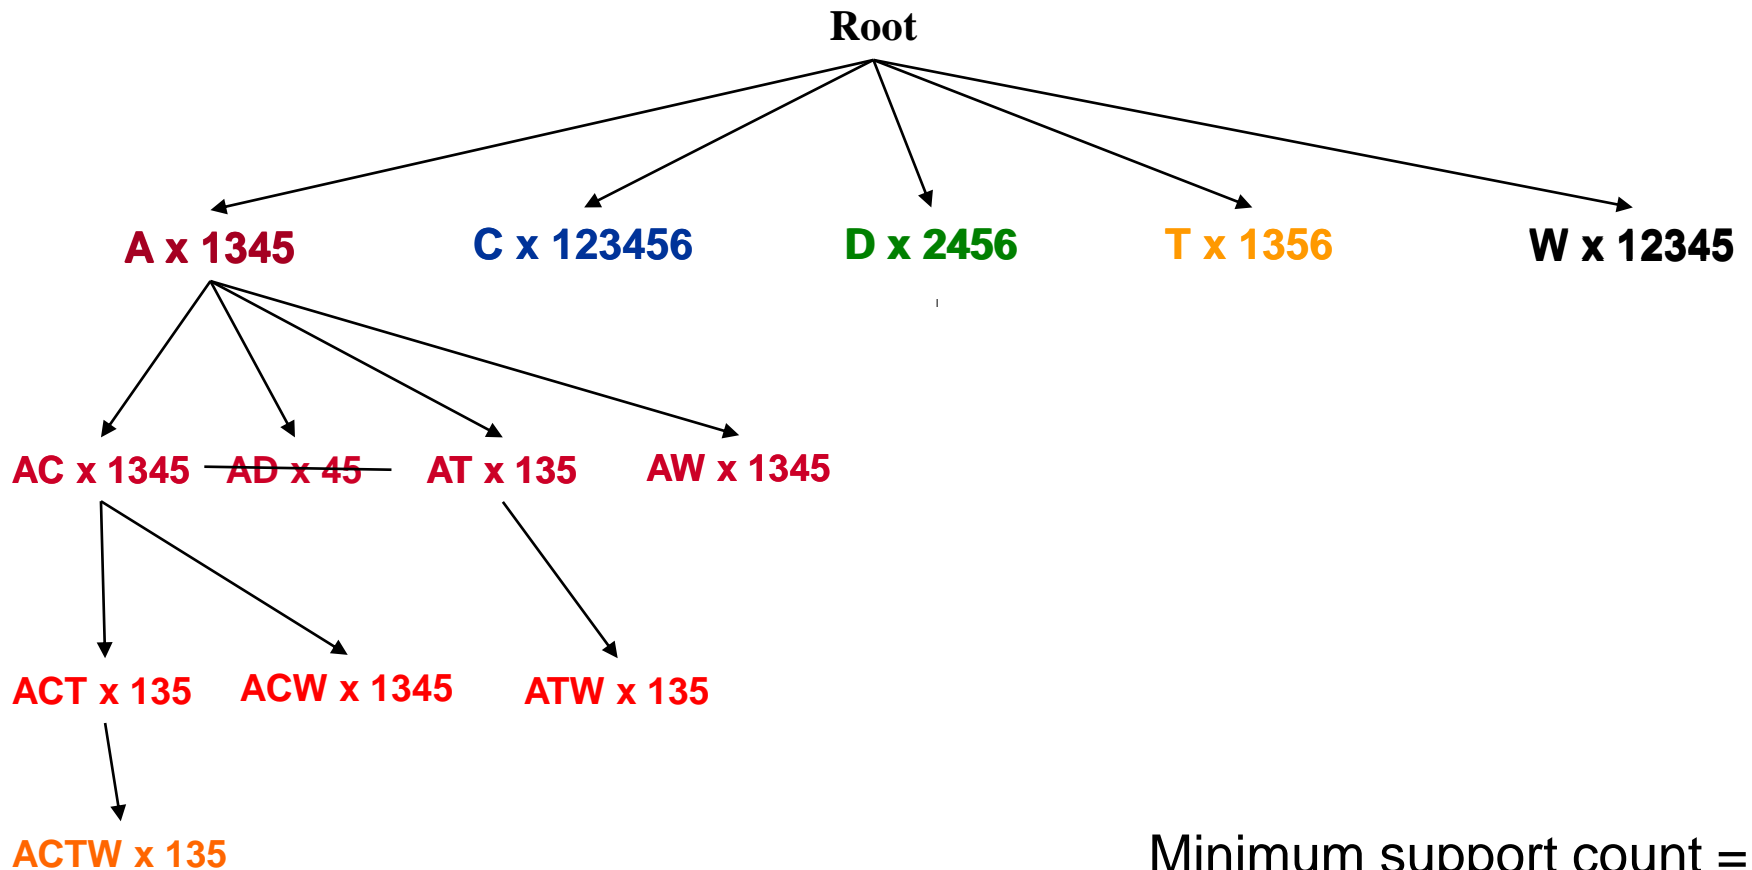 Root
A x 1345
C x 123456
D x 2456
T x 1356
W x 12345
AC x 1345
AD x 45
AT x 135
AW x 1345
ACT x 135
ACW x 1345
ATW x 135
ACTW x 135
Minimum support count =